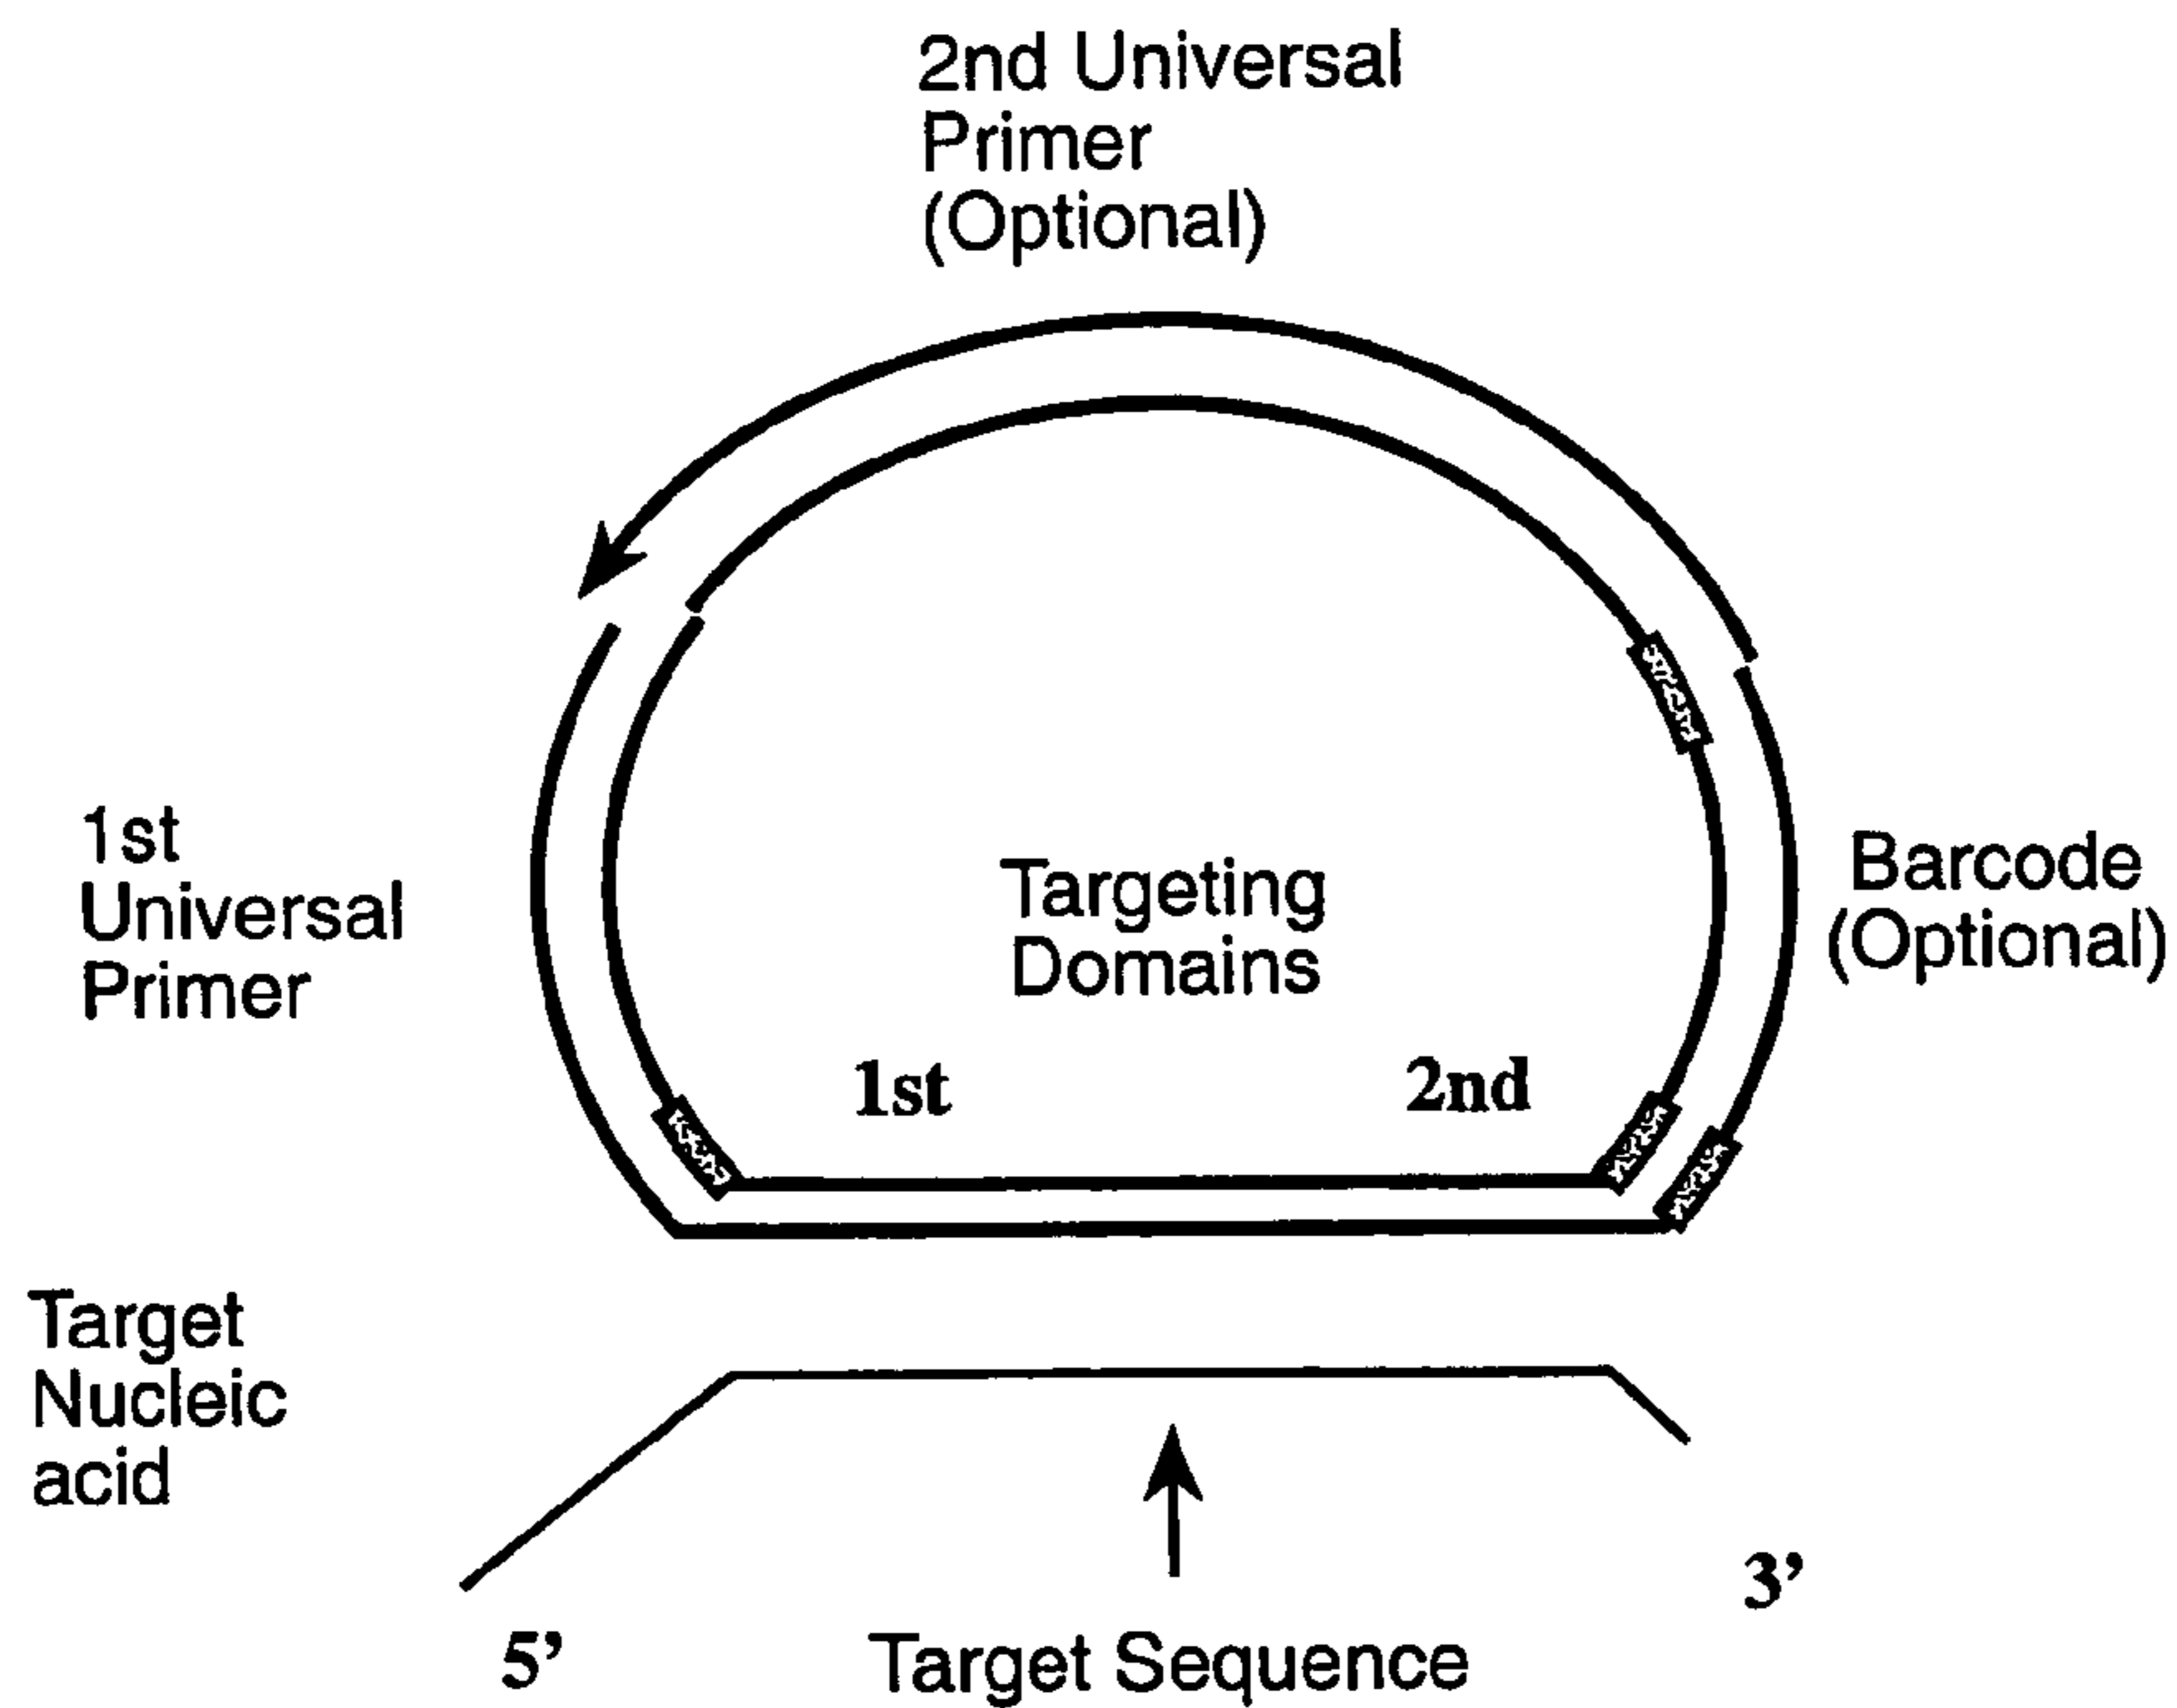 2nd Universal
Primer
(Optional)
1st
Universal
Primer
Targeting
Domains
Barcode
(Optional)
1st
2nd
Target
Nucleic
acid
5’
Target Sequence
3’